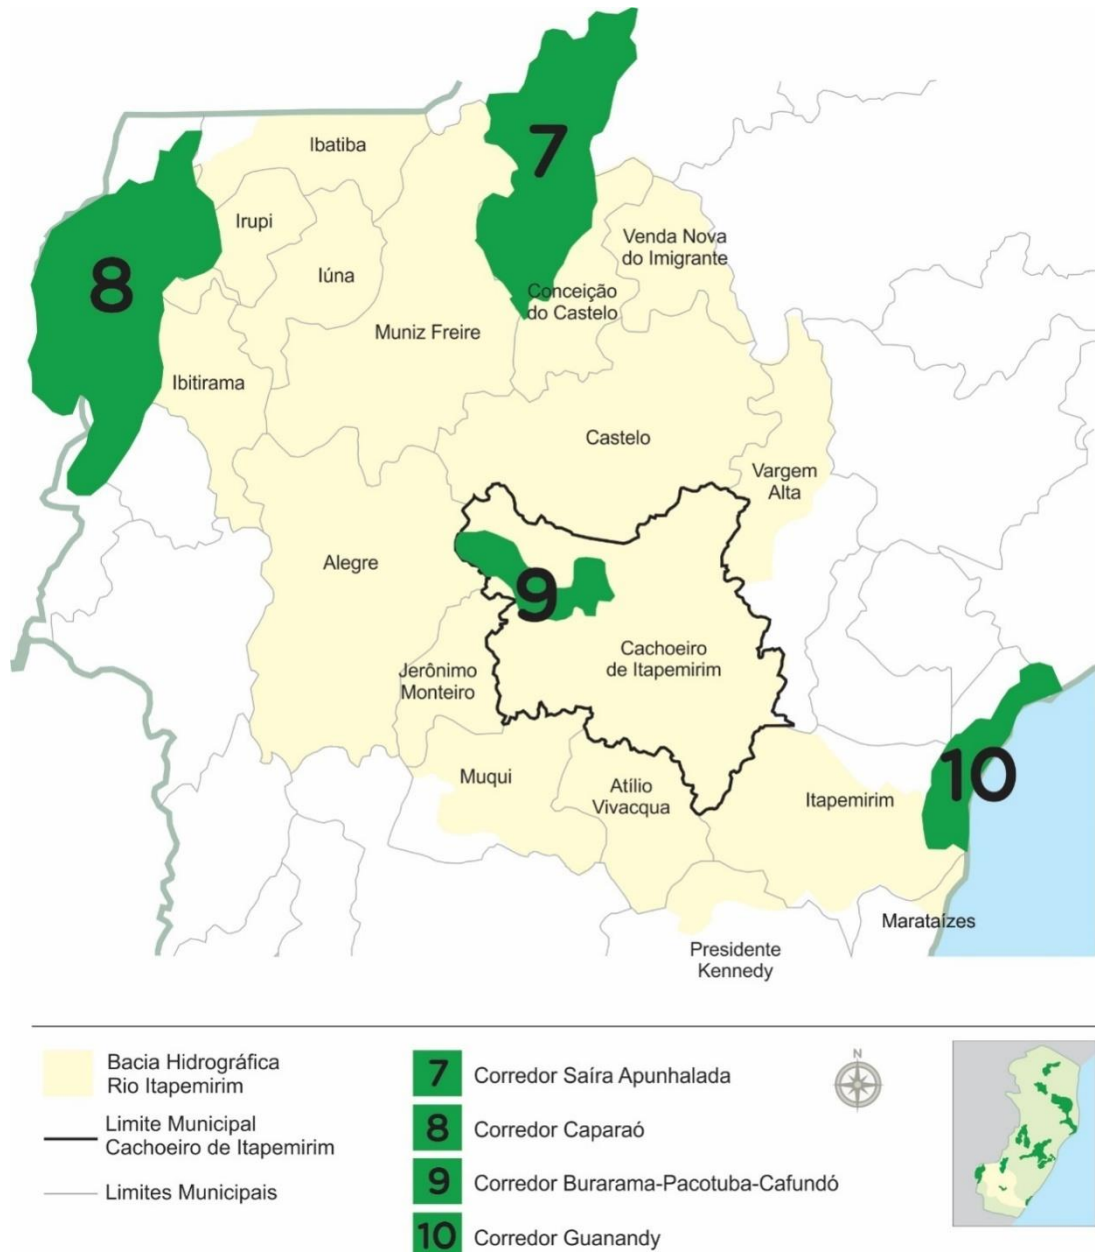 7
Ibatiba
Irupi
Venda Nova
do Imigrante
8
Iúna
Conceição
do Castelo
Muniz Freire
Ibitirama
Castelo
Vargem
Alta
Alegre
9
Cachoeiro
de Itapemirim
Jerônimo
Monteiro
10
Muqui
Atílio
Vivacqua
Itapemirim
Marataízes
Presidente
Kennedy
Bacia Hidrográfica
Rio Itapemirim
Limite Municipal
Cachoeiro de Itapemirim
Limites Municipais
7 Corredor Saíra Apunhalada
8 Corredor Caparaó
9 Corredor Burarama-Pacotuba-Cafundó
10 Corredor Guanandy
N